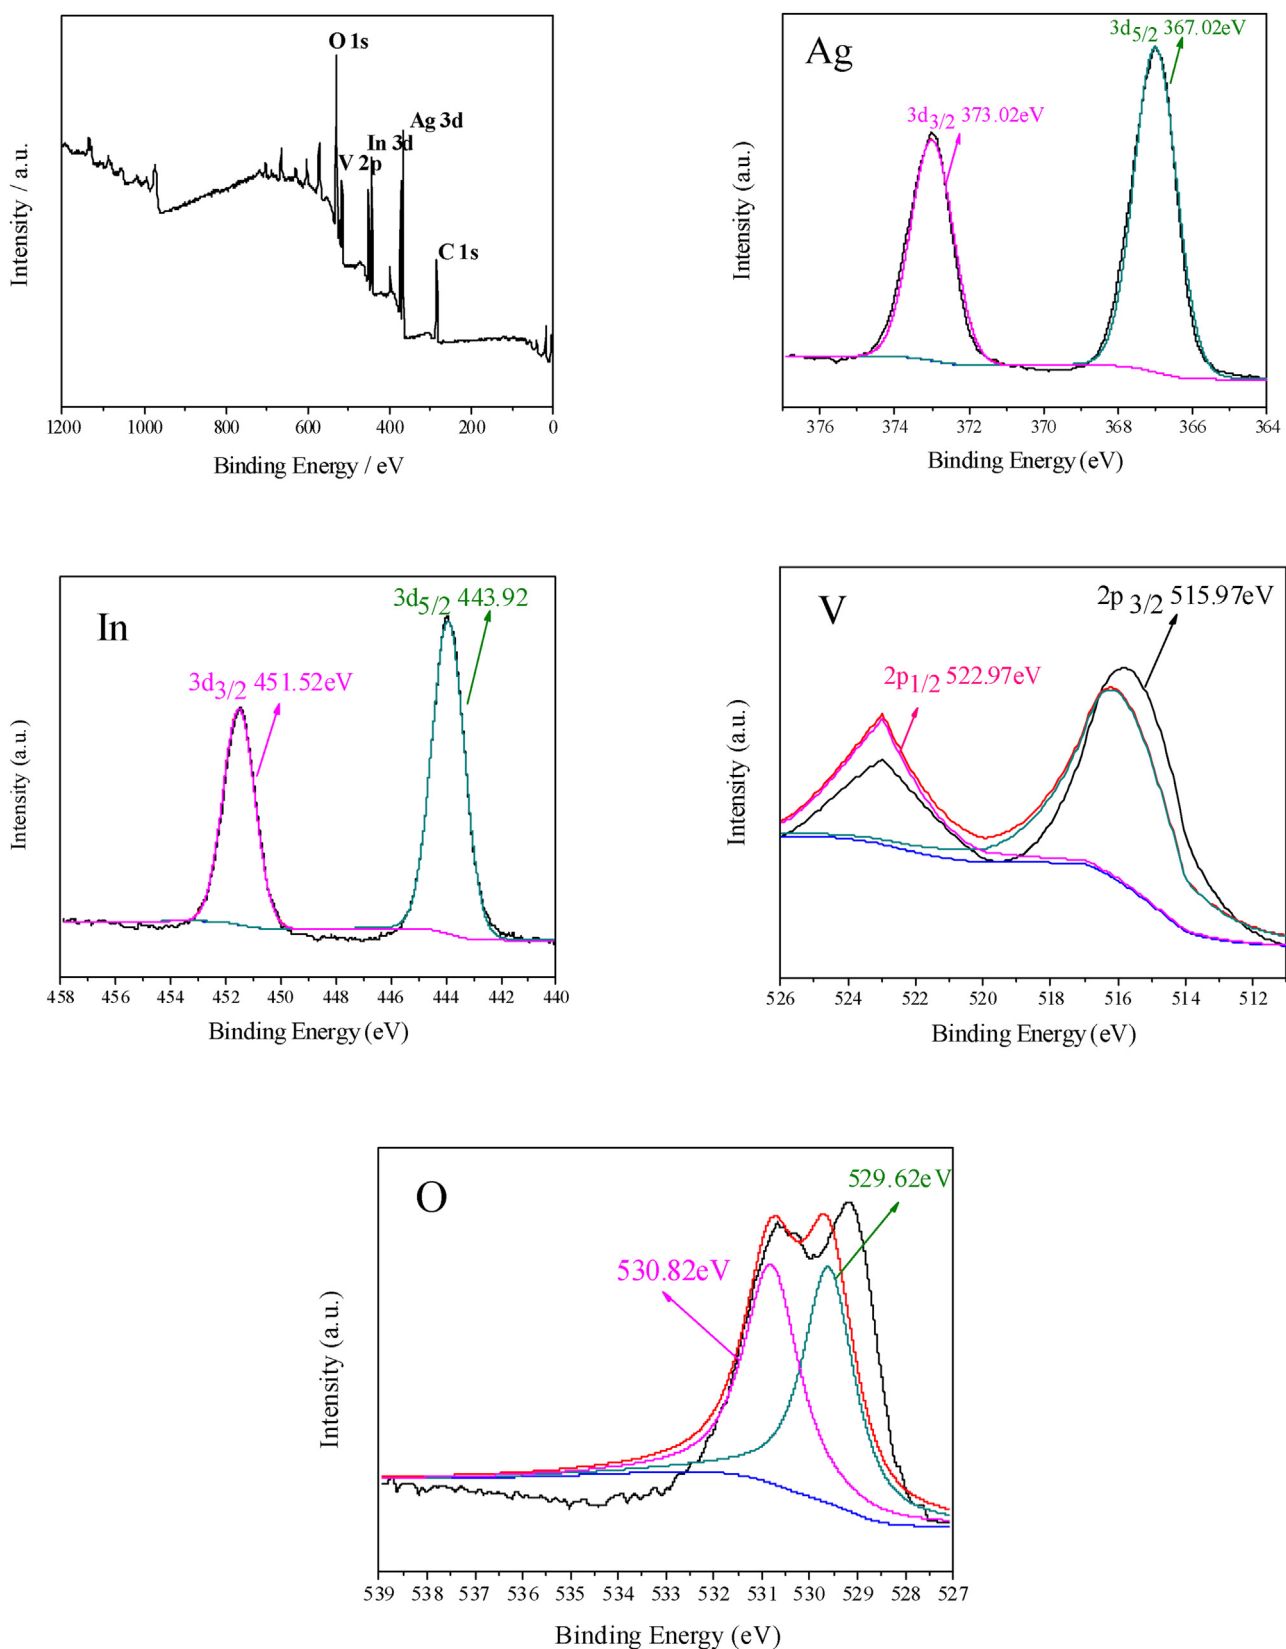 O 1s
Ag 3d
In 3d
V 2p
C 1s
Intensity / a.u.
1200 1000 800 600 400 200 0
Binding Energy / eV
Ag
3d5/2 367.02eV
3d3/2 373.02eV
Intensity (a.u.)
376 374 372 370 368 366 364
Binding Energy (eV)
In
3d5/2 443.92
3d3/2 451.52eV
Intensity (a.u.)
458 456 454 452 450 448 446 444 442 440
Binding Energy (eV)
V
2p 3/2 515.97eV
2p1/2 522.97eV
Intensity (a.u.)
526 524 522 520 518 516 514 512
Binding Energy (eV)
O
529.62eV
530.82eV
Intensity (a.u.)
539 538 537 536 535 534 533 532 531 530 529 528 527
Binding Energy (eV)